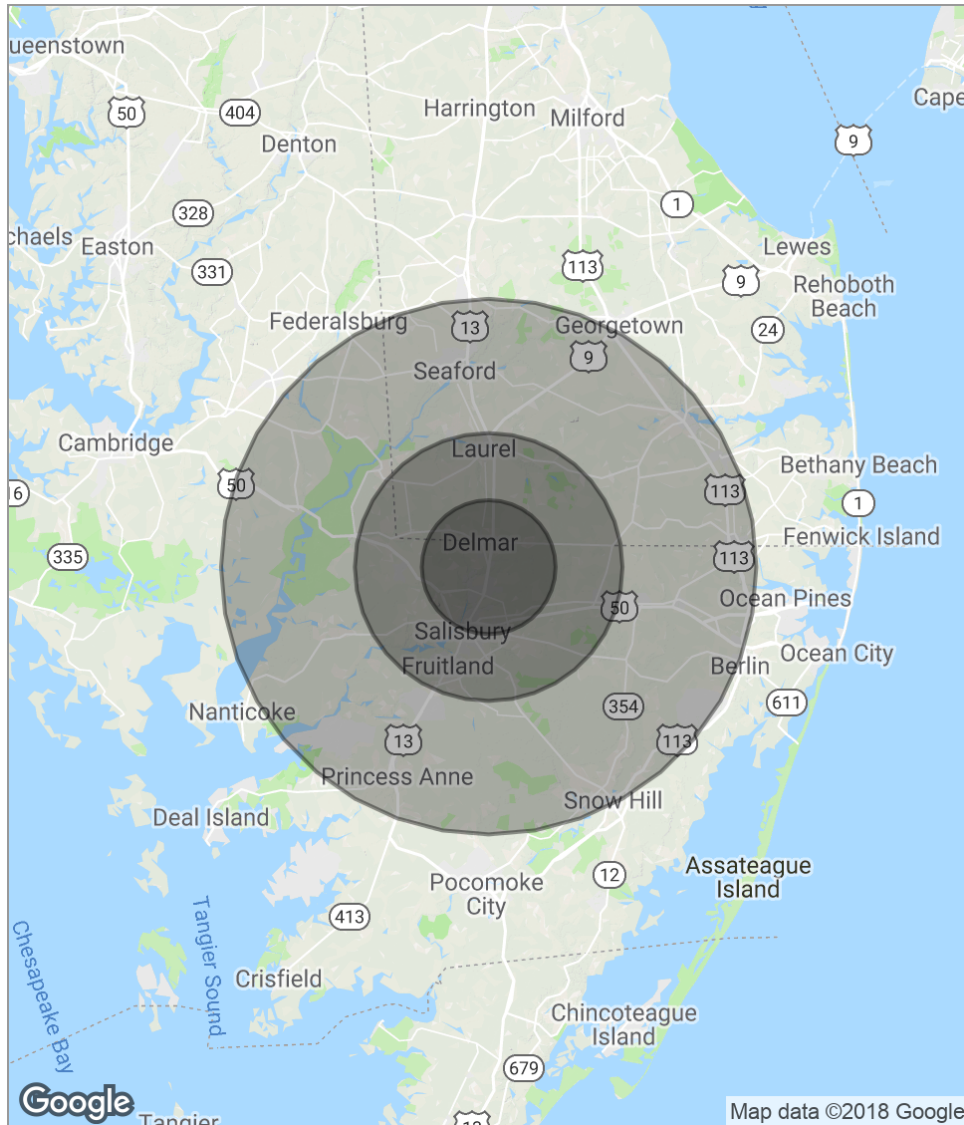 ueenstown
50
404
Harrington
Milford
Cape
Denton
9
328
1
chaels
Easton
331
113
Lewes
9
Rehoboth
Beach
Federalsburg
13
Georgetown
24
9
Seaford
Cambridge
Laurel
50
113
Bethany Beach
16
1
335
Delmar
113
Fenwick Island
50
Ocean Pines
Salisbury
Fruitland
Berlin
Ocean City
354
611
Nanticoke
13
113
Princess Anne
Snow Hill
Deal Island
Assateague
Island
12
Pocomoke
City
413
Tangier Sound
Chesapeake Bay
Crisfield
Chincoteague
Island
679
Google
Tangier
13
Map data ©2018 Google